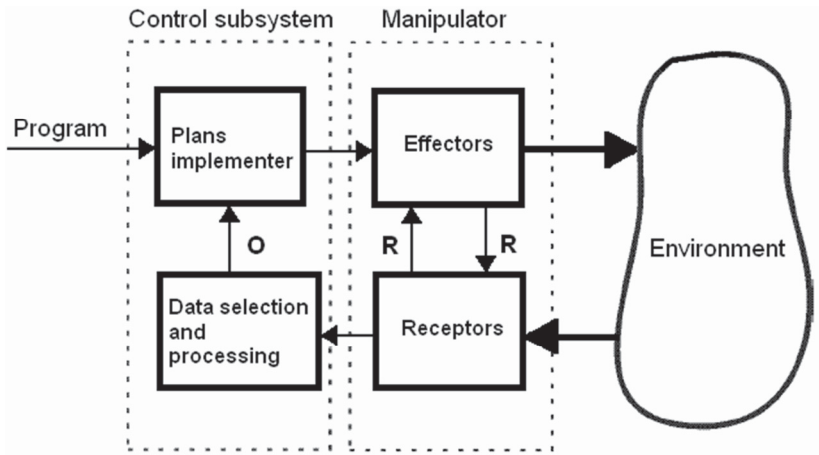 Control subsystem
Manipulator
Program
Plans
implementer
Effectors
O
R
R
Environment
Data selection
and
processing
Receptors